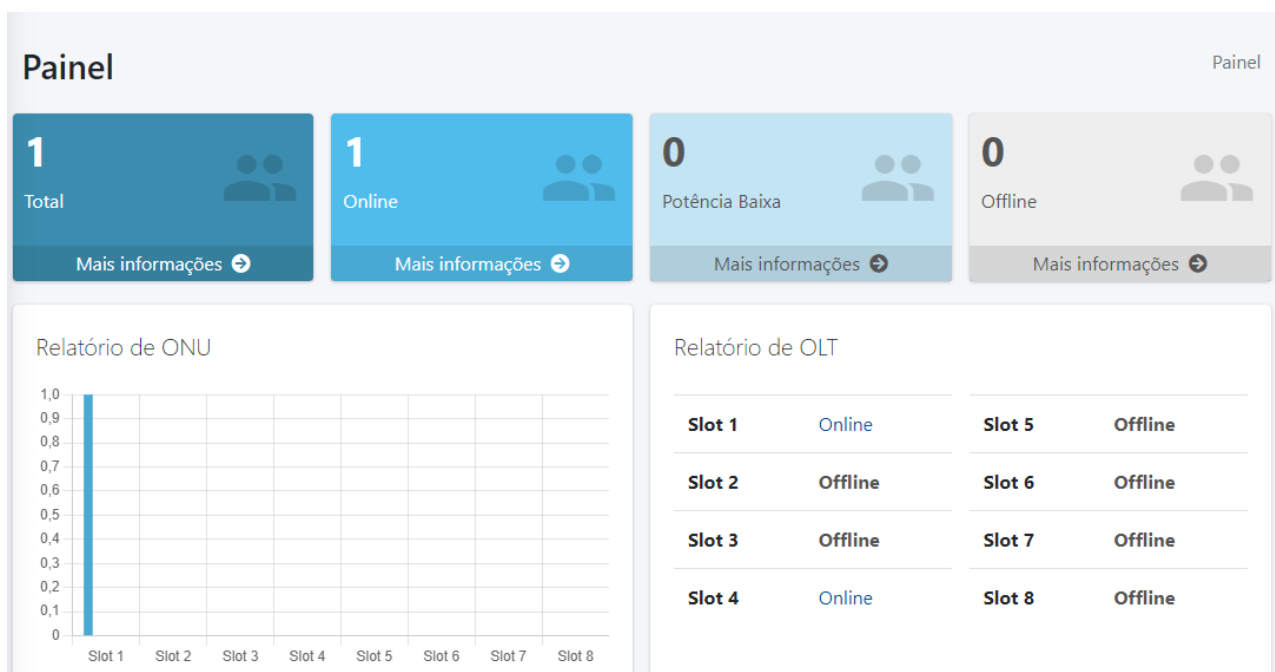 Painel
Painel
1
Total
Mais informações
1
Online
Mais informações
0
Potência Baixa
Mais informações
0
Offline
Mais informações
Relatório de ONU
1,0
0,9
0,8
0,7
0,6
0,5
0,4
0,3
0,2
0,1
0
Slot 1 Slot 2 Slot 3 Slot 4 Slot 5 Slot 6 Slot 7 Slot 8
Relatório de OLT
Slot 1 Online Slot 5 Offline
Slot 2 Offline Slot 6 Offline
Slot 3 Offline Slot 7 Offline
Slot 4 Online Slot 8 Offline